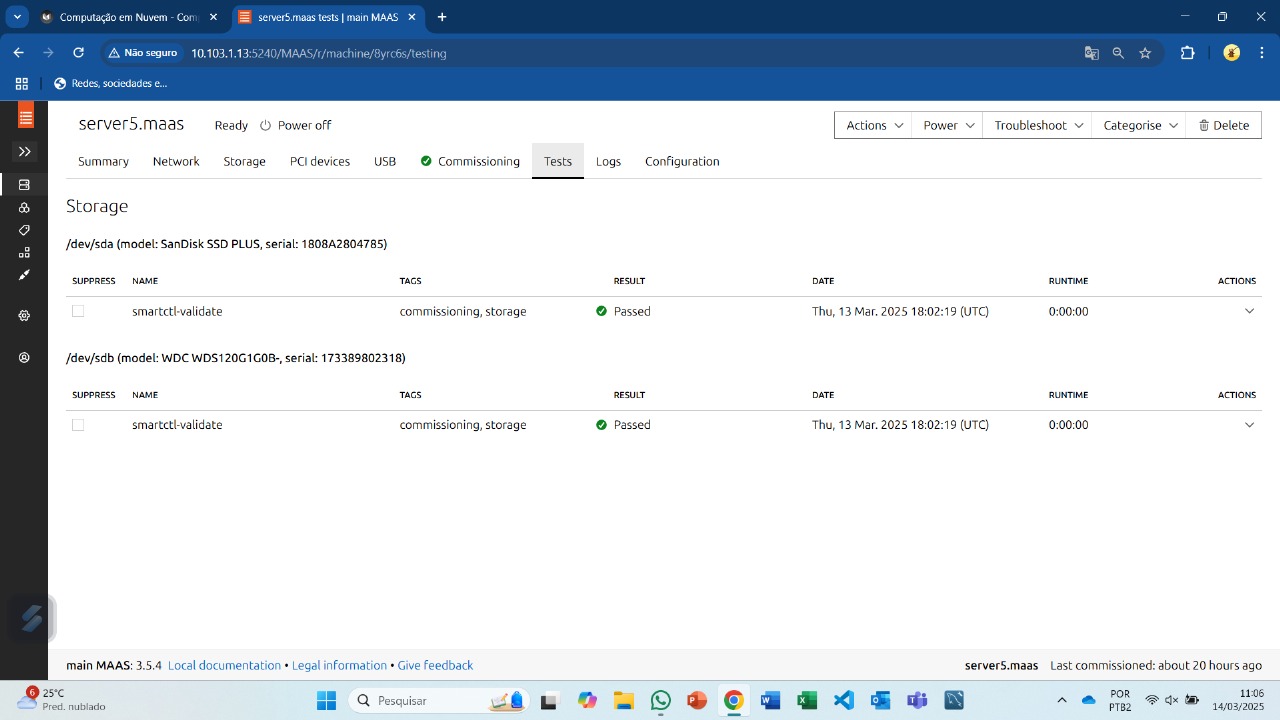 Computação em Nuvem - Com
server5.maas tests | main MAAS
Não seguro
10.103.1.13:5240/MAAS/r/machine/8yrc6s/testing
Redes, sociedades e...
server5.maas
Ready
Power off
Actions
Power
Troubleshoot
Categorise
Delete
Summary
Network
Storage
PCI devices
USB
Commissioning
Tests
Logs
Configuration
Storage
/dev/sda (model: SanDisk SSD PLUS, serial: 1808A2804785)
SUPPRESS NAME TAGS RESULT DATE RUNTIME ACTIONS
smartctl-validate commissioning, storage Passed Thu, 13 Mar. 2025 18:02:19 (UTC) 0:00:00
/dev/sdb (model: WDC WDS120G1G0B-, serial: 173389802318)
SUPPRESS NAME TAGS RESULT DATE RUNTIME ACTIONS
smartctl-validate commissioning, storage Passed Thu, 13 Mar. 2025 18:02:19 (UTC) 0:00:00
main MAAS: 3.5.4 Local documentation • Legal information • Give feedback
server5.maas Last commissioned: about 20 hours ago
6
25°C
Pred. nublado
Pesquisar
POR
PTB2
11:06
14/03/2025